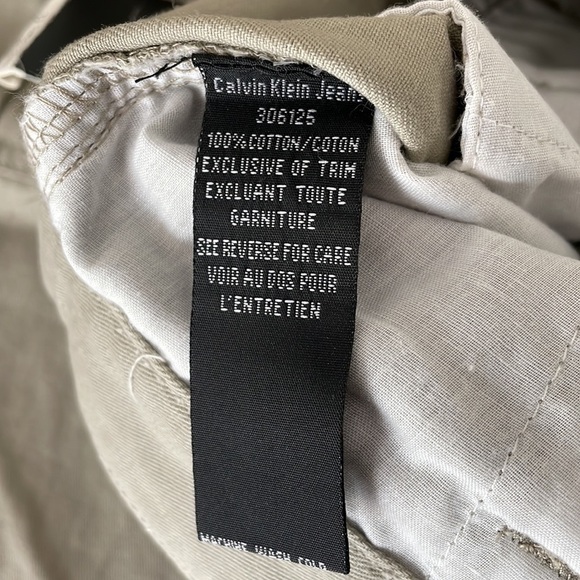 Calvin Klein Jeans
306125
100% COTTON/COTON
EXCLUSIVE OF TRIM
EXCLUANT TOUTE
GARNITURE
SEE REVERSE FOR CARE
VOIR AU DOS POUR
L'ENTRETIEN
MACHINE WASH COLD